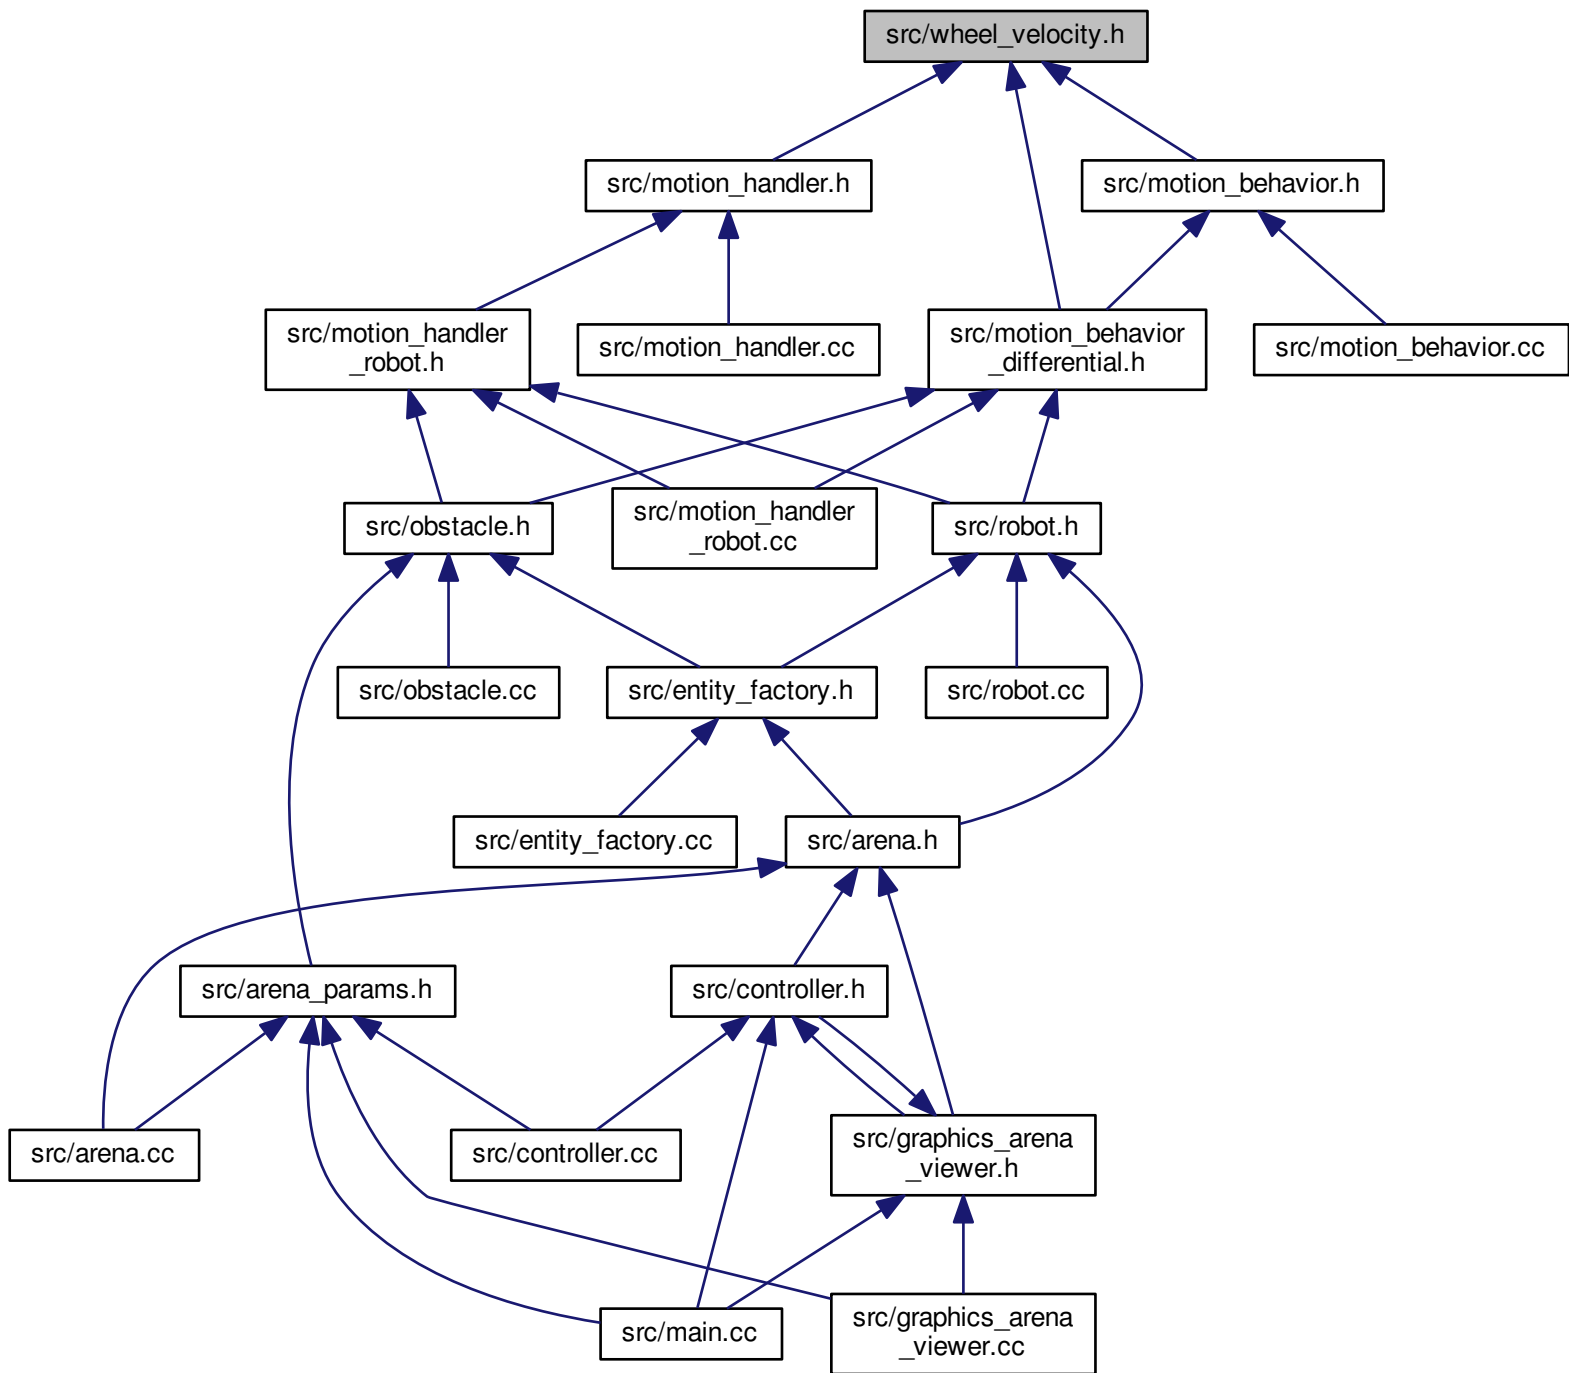 src/wheel_velocity.h
src/motion_handler.h
src/motion_behavior.h
src/motion_handler
_robot.h
src/motion_handler.cc
src/motion_behavior
_differential.h
src/motion_behavior.cc
src/obstacle.h
src/motion_handler
_robot.cc
src/robot.h
src/obstacle.cc
src/entity_factory.h
src/robot.cc
src/entity_factory.cc
src/arena.h
src/arena_params.h
src/controller.h
src/arena.cc
src/controller.cc
src/graphics_arena
_viewer.h
src/main.cc
src/graphics_arena
_viewer.cc